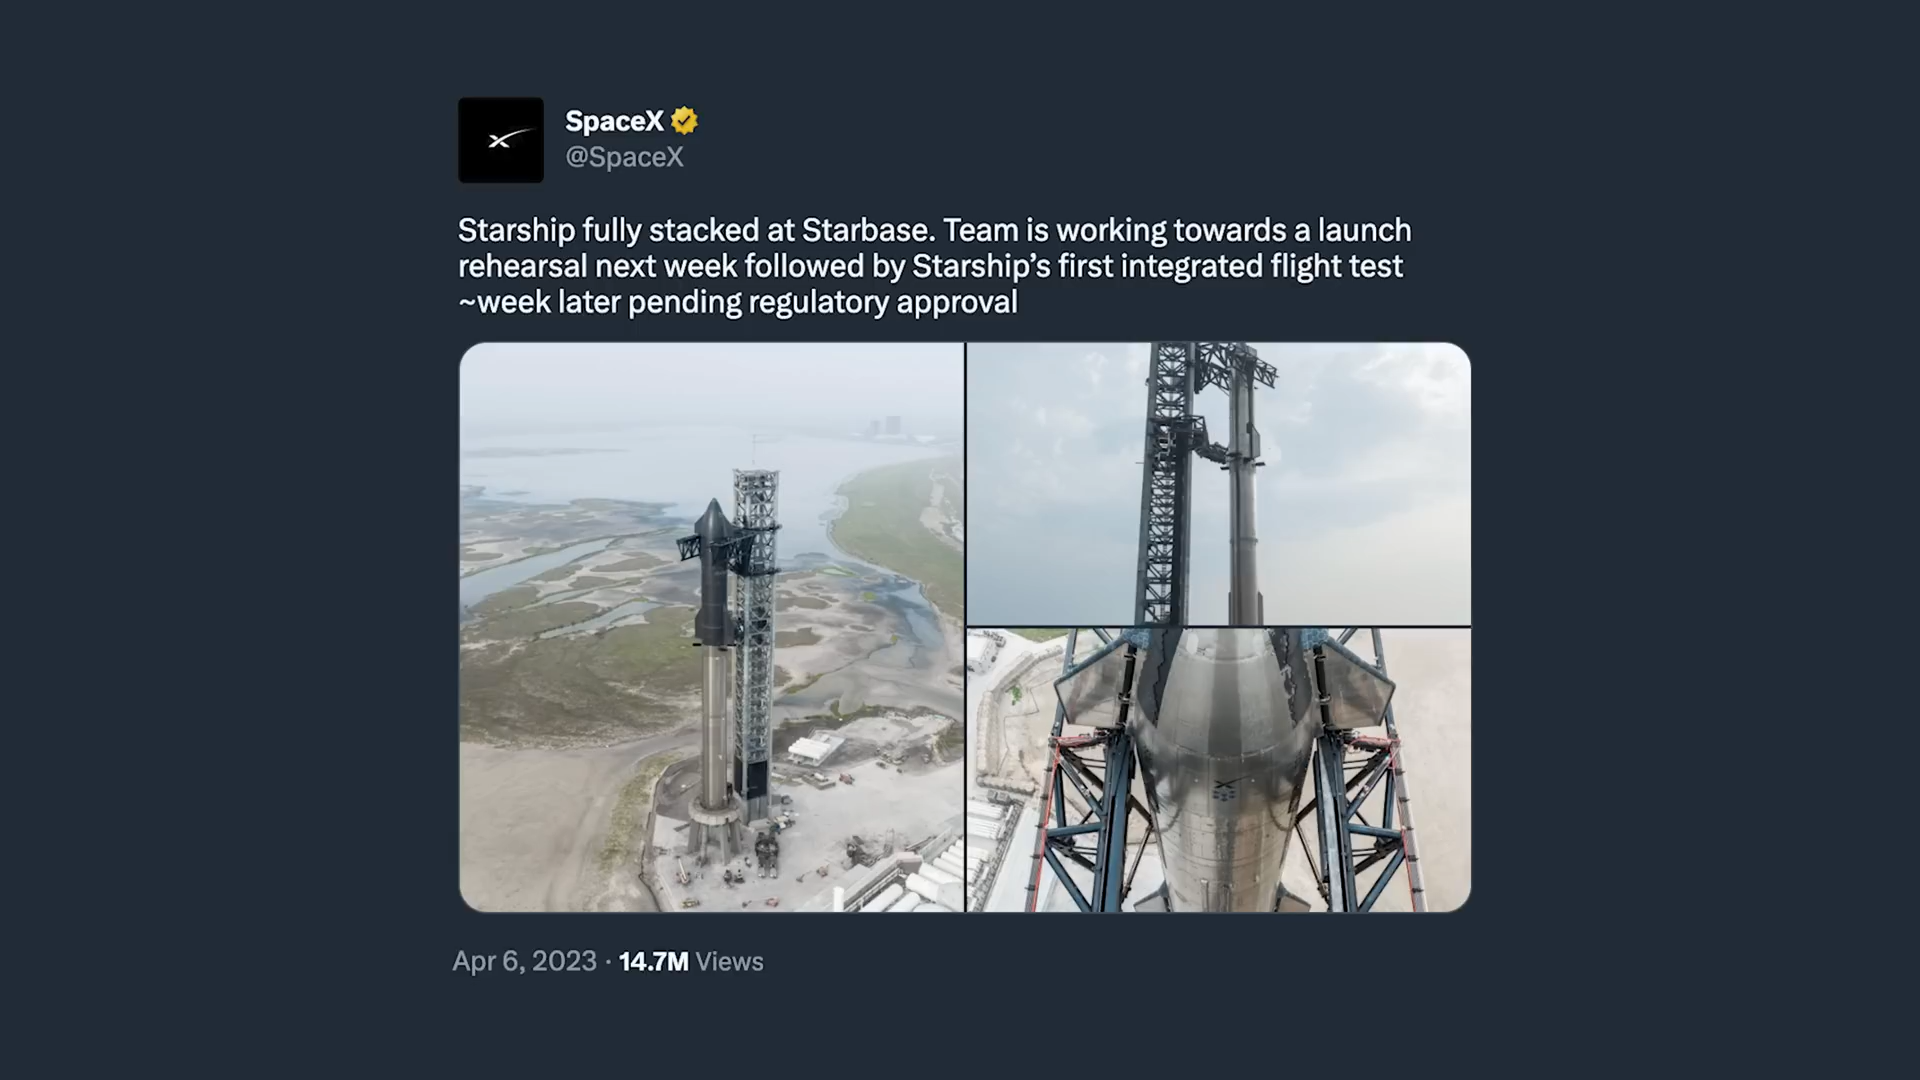 SpaceX
@SpaceX
Starship fully stacked at Starbase. Team is working towards a launch
rehearsal next week followed by Starship’s first integrated flight test
~week later pending regulatory approval
Apr 6, 2023 · 14.7M Views